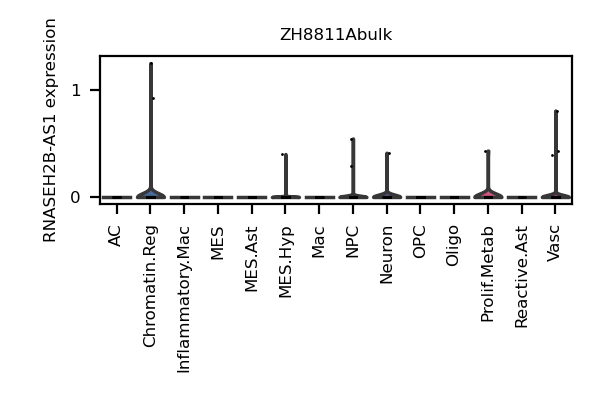 ZH8811Abulk
RNASEH2B-AS1 expression
1
0
AC
Chromatin.Reg
Inflammatory.Mac
MES
MES.Ast
MES.Hyp
Mac
NPC
Neuron
OPC
Oligo
Prolif.Metab
Reactive.Ast
Vasc